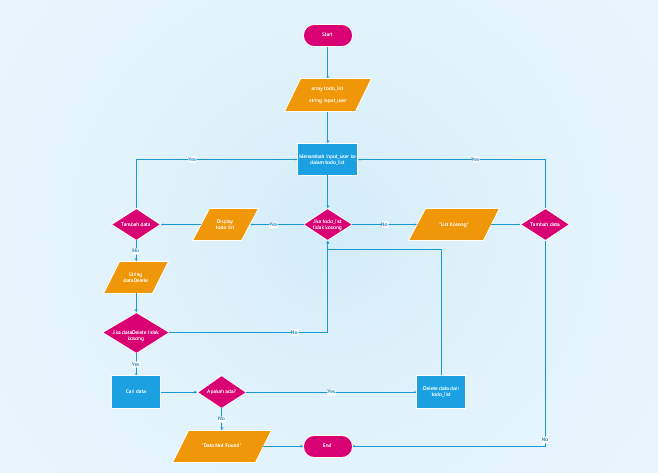 Start
array todo_list
string input_user
Menambah input_user ke
dalam todo_list
Yes
Yes
Tambah data
Display
todo list
Yes
Jika todo_list
tidak kosong
No
"List Kosong"
Tambah data
No
String
dataDelete
Jika dataDelete tidak
kosong
No
Yes
Cari data
Apakah ada?
Yes
Delete data dari
todo_list
No
"Data Not Found"
End
No